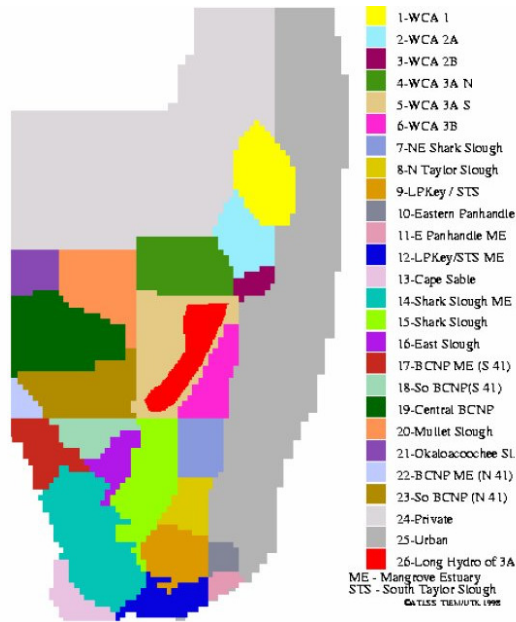 1-WCA 1
2-WCA 2A
3-WCA 2B
4-WCA 3A N
5-WCA 3A S
6-WCA 3B
7-NE Shark Slough
8-N Taylor Slough
9-LPKey / STS
10-Eastern Panhandle
11-E Panhandle ME
12-LPKey/STS ME
13-Cape Sable
14-Shark Slough ME
15-Shark Slough
16-East Slough
17-BCNP ME (S 41)
18-So BCNP(S 41)
19-Central BCNP
20-Mullet Slough
21-Okaloacoochee Sl.
22-BCNP ME (N 41)
23-So BCNP (N 41)
24-Private
25-Urban
26-Long Hydro of 3A
ME - Mangrove Estuary
STS - South Taylor Slough
©ATLSS TIEM/UTK 1998